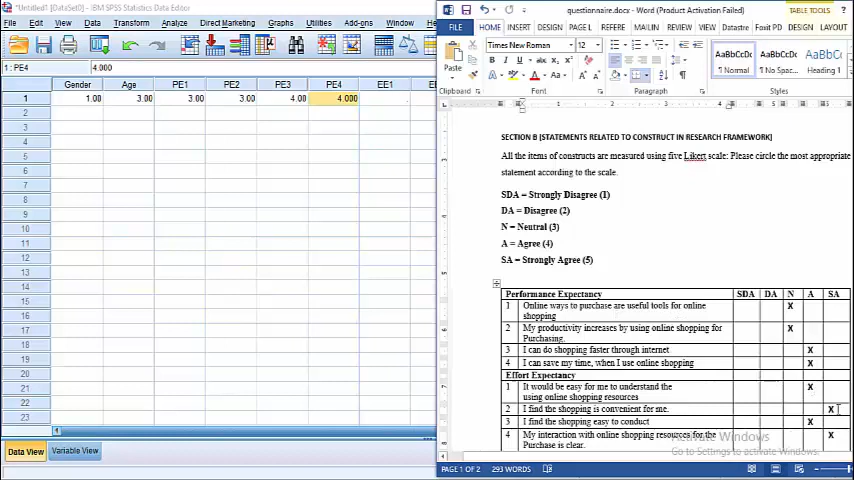 *Untitled1 [DataSet0] - IBM SPSS Statistics Data Editor
File Edit View Data Transform Analyze Direct Marketing Graphs Utilities Add-ons Window
1 : PE4 4.000
Gender Age PE1 PE2 PE3 PE4 EE1
1 1.00 3.00 3.00 3.00 4.00 4.000 .
2
3
4
5
6
7
8
9
10
11
12
13
14
15
16
17
18
19
20
21
22
23
Data View Variable View
questionnaire.docx - Word (Product Activation Failed)
TABLE TOOLS
FILE HOME INSERT DESIGN PAGE L REFERE MAILIN REVIEW VIEW Datastre Foxit PD DESIGN LAYOUT
Paste
Times New Roman 12
B I U abc
Aa
AaBbCcDc AaBbCcDc AaBbCc
¶ Normal ¶ No Spac... Heading 1
Clipboard Font Paragraph Styles
SECTION B [STATEMENTS RELATED TO CONSTRUCT IN RESEARCH FRAMEWORK]
All the items of constructs are measured using five Likert scale: Please circle the most appropriate
statement according to the scale.
SDA = Strongly Disagree (1)
DA = Disagree (2)
N = Neutral (3)
A = Agree (4)
SA = Strongly Agree (5)
Performance Expectancy SDA DA N A SA
1 Online ways to purchase are useful tools for online X
shopping
2 My productivity increases by using online shopping for X
Purchasing.
3 I can do shopping faster through internet X
4 I can save my time, when I use online shopping X
Effort Expectancy
1 It would be easy for me to understand the X
using online shopping resources
2 I find the shopping is convenient for me. X
3 I find the shopping easy to conduct X
4 My interaction with online shopping resources for the X
Purchase is clear.
Activate Windows
Go to Settings to activate Windows.
PAGE 1 OF 2 293 WORDS